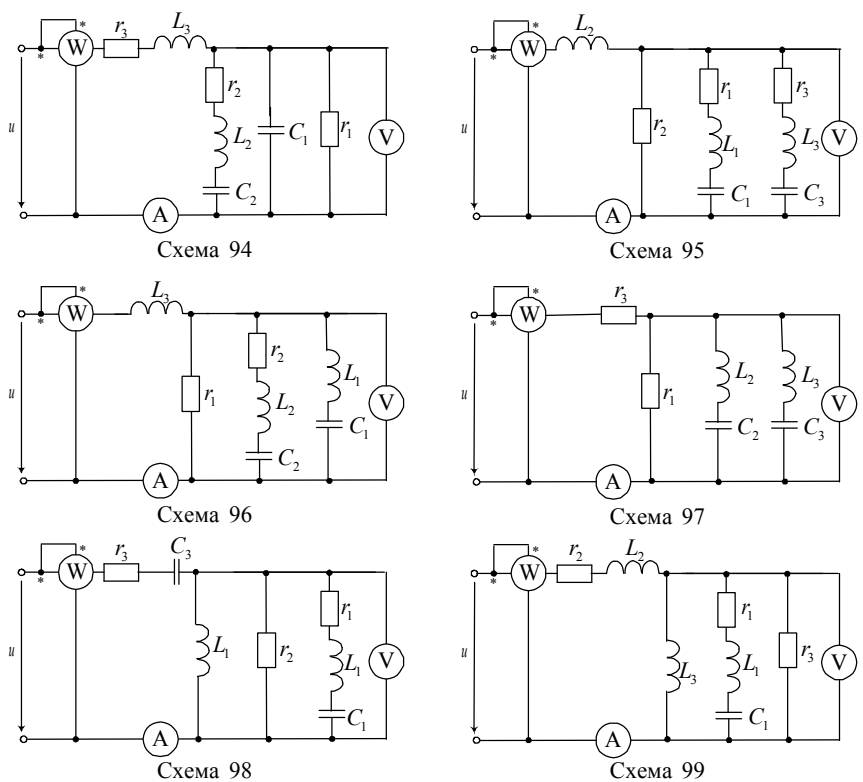 * W * r₃ L₃ r₂ L₂ C₂ C₁ r₁ V u A
Схема 94
* W * L₂ r₂ r₁ L₁ C₁ r₃ L₃ C₃ V u A
Схема 95
* W * L₃ r₁ r₂ L₂ C₂ L₁ C₁ V u A
Схема 96
* W * r₃ r₁ L₂ C₂ L₃ C₃ V u A
Схема 97
* W * r₃ C₃ L₁ r₂ r₁ L₁ C₁ V u A
Схема 98
* W * r₂ L₂ L₃ r₁ L₁ C₁ r₃ V u A
Схема 99